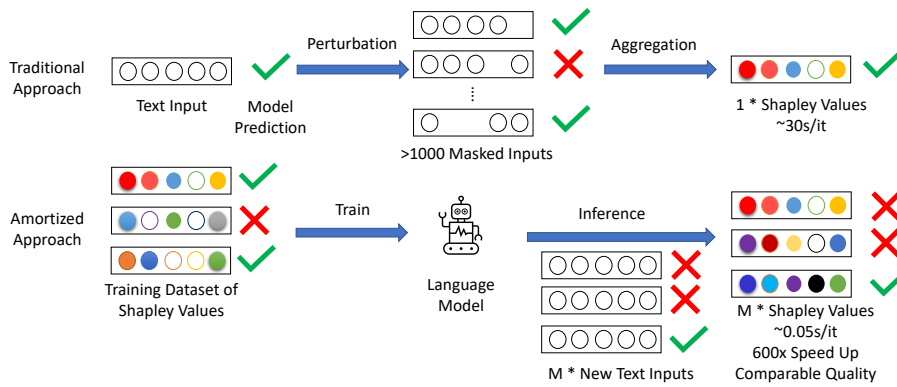 Traditional
Approach
Text Input
Model
Prediction
Perturbation
>1000 Masked Inputs
Aggregation
1 * Shapley Values
~30s/it
Amortized
Approach
Training Dataset of
Shapley Values
Train
Language
Model
Inference
M * New Text Inputs
M * Shapley Values
~0.05s/it
600x Speed Up
Comparable Quality